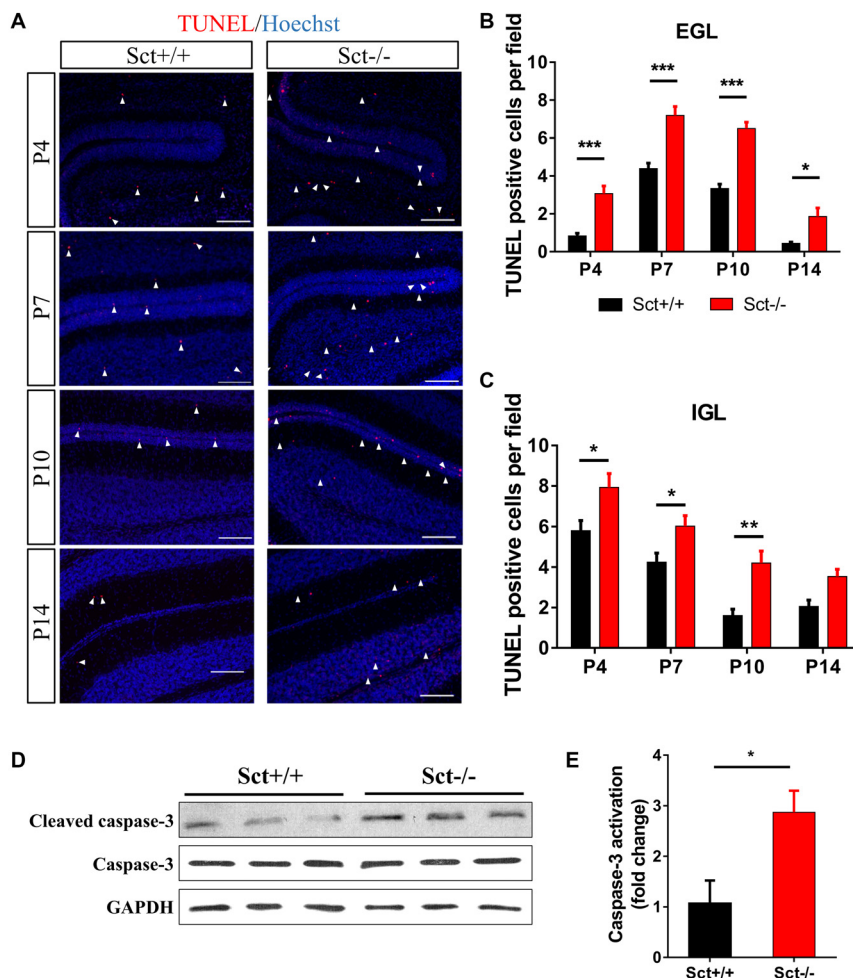 A
TUNEL/Hoechst
Sct+/+
Sct-/-
P4
P7
P10
P14
B
EGL
TUNEL positive cells per field
10
8
6
4
2
0
***
***
***
*
P4
P7
P10
P14
Sct+/+
Sct-/-
C
IGL
TUNEL positive cells per field
10
8
6
4
2
0
*
*
**
P4
P7
P10
P14
D
Sct+/+
Sct-/-
Cleaved caspase-3
Caspase-3
GAPDH
E
Caspase-3 activation
(fold change)
4
3
2
1
0
*
Sct+/+
Sct-/-